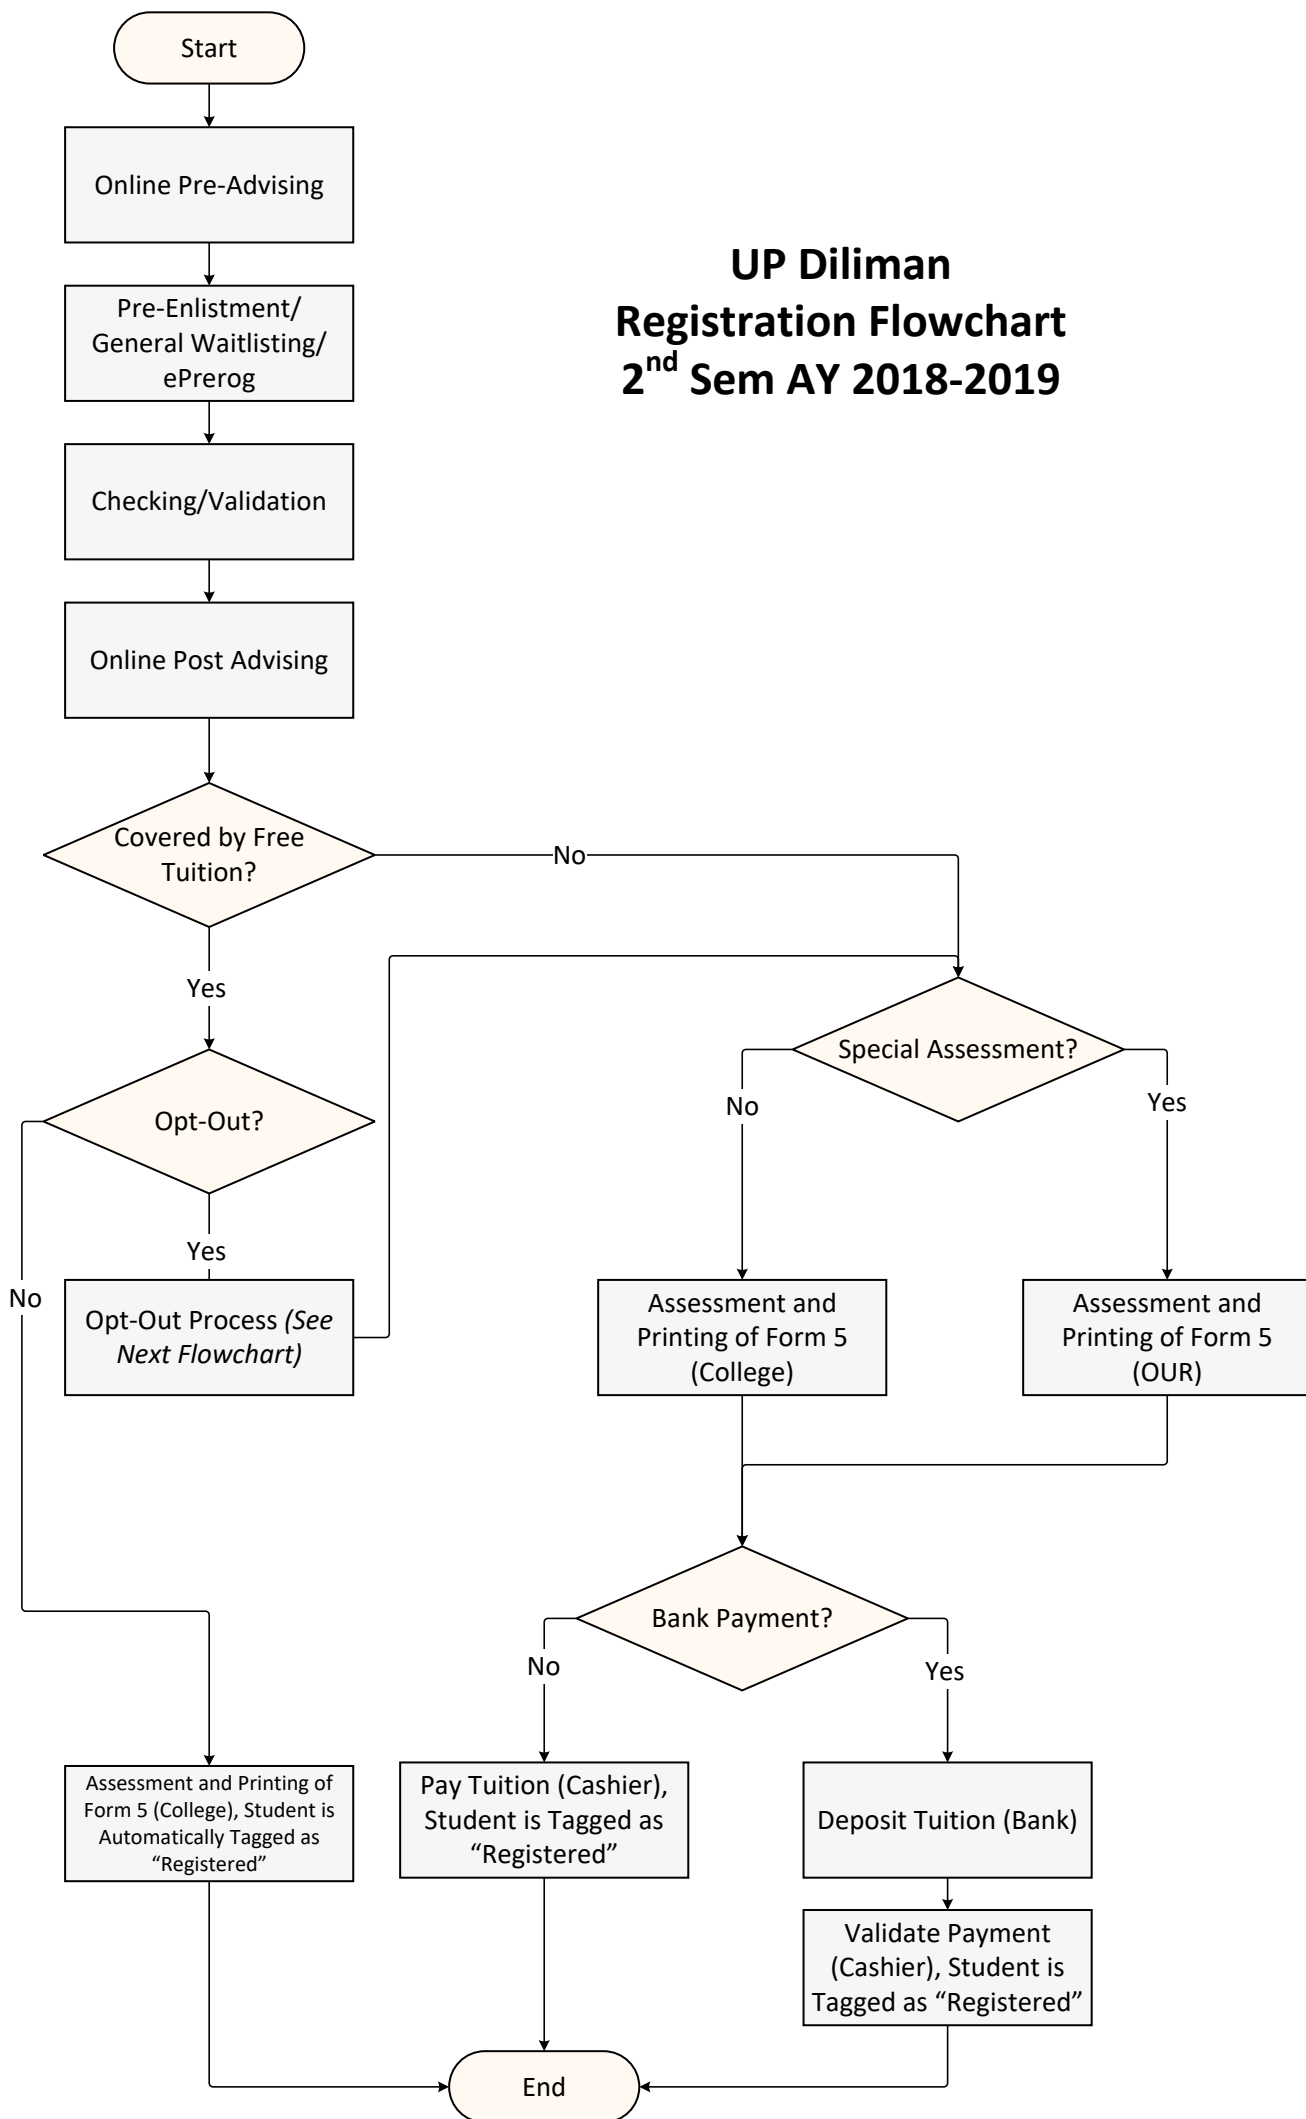 Start
Online Pre-Advising
UP Diliman
Registration Flowchart
2nd Sem AY 2018-2019
Pre-Enlistment/
General Waitlisting/
ePrerog
Checking/Validation
Online Post Advising
Covered by Free
Tuition?
No
Yes
Special Assessment?
No
Yes
Opt-Out?
Yes
No
Opt-Out Process (See
Next Flowchart)
Assessment and
Printing of Form 5
(College)
Assessment and
Printing of Form 5
(OUR)
Bank Payment?
No
Yes
Assessment and Printing of
Form 5 (College), Student is
Automatically Tagged as
“Registered”
Pay Tuition (Cashier),
Student is Tagged as
“Registered”
Deposit Tuition (Bank)
Validate Payment
(Cashier), Student is
Tagged as “Registered”
End